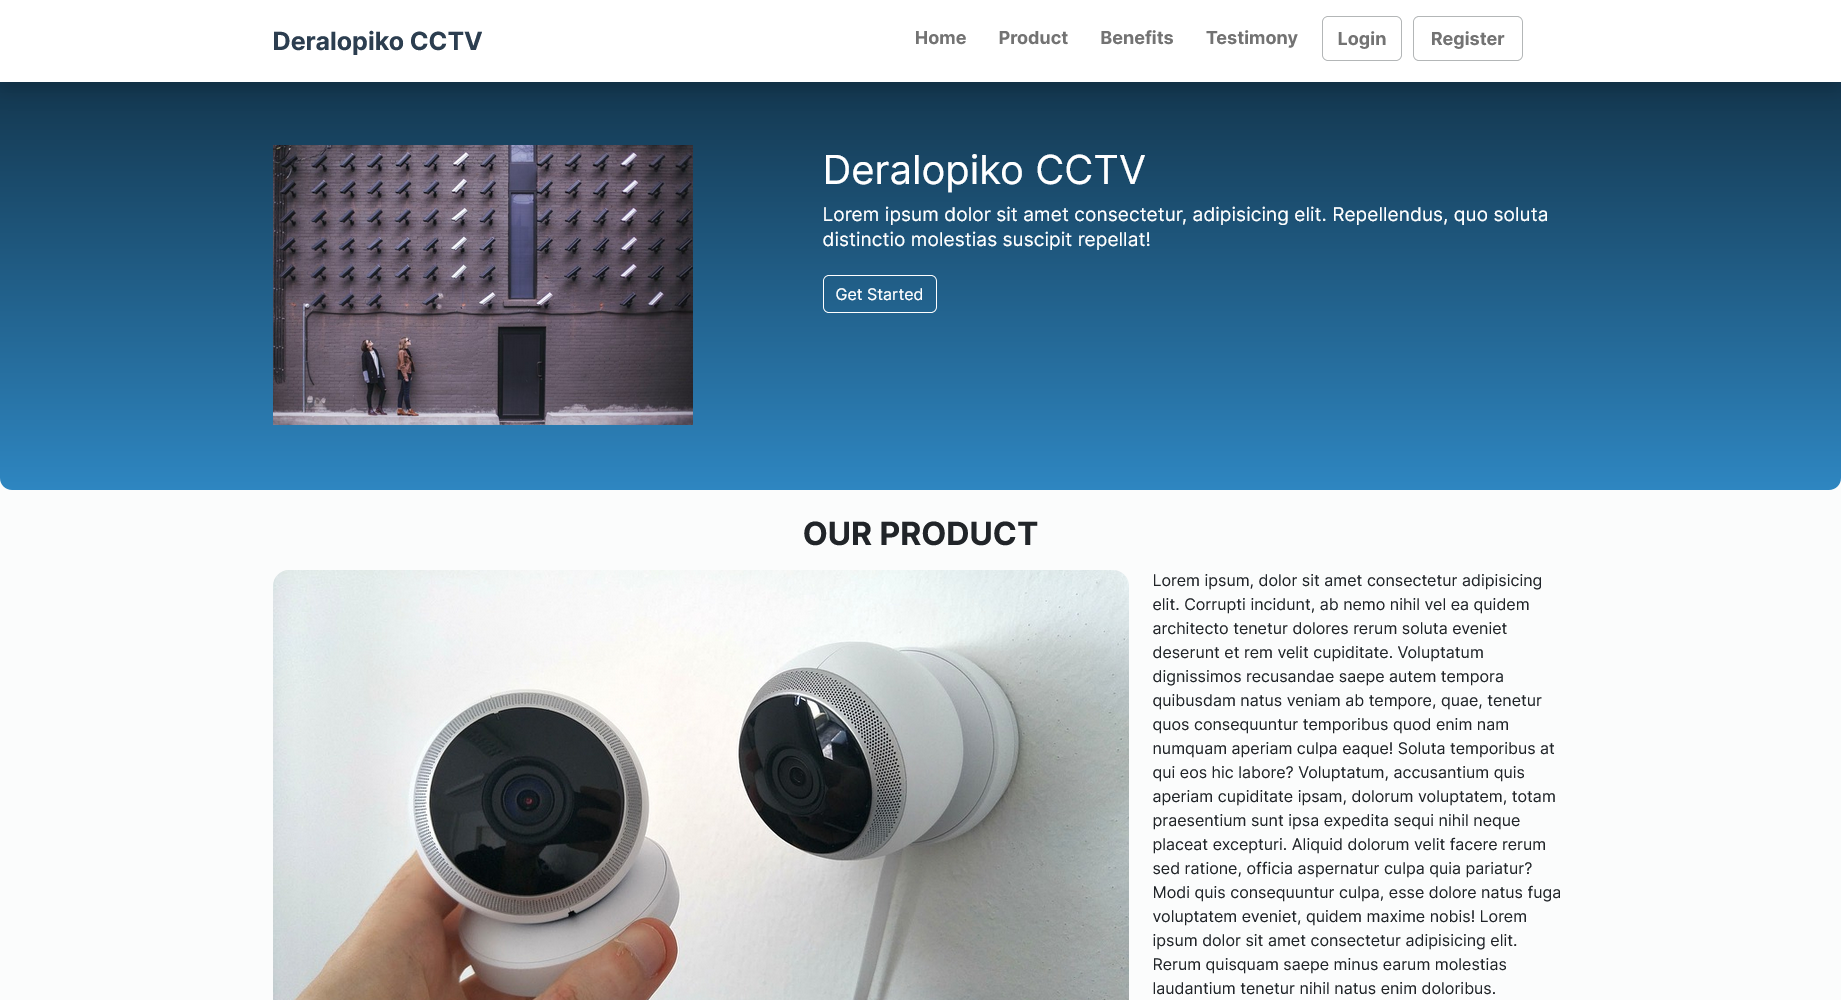 Deralopiko CCTV
Home Product Benefits Testimony Login Register
Deralopiko CCTV
Lorem ipsum dolor sit amet consectetur, adipisicing elit. Repellendus, quo soluta
distinctio molestias suscipit repellat!
Get Started
OUR PRODUCT
Lorem ipsum, dolor sit amet consectetur adipisicing
elit. Corrupti incidunt, ab nemo nihil vel ea quidem
architecto tenetur dolores rerum soluta eveniet
deserunt et rem velit cupiditate. Voluptatum
dignissimos recusandae saepe autem tempora
quibusdam natus veniam ab tempore, quae, tenetur
quos consequuntur temporibus quod enim nam
numquam aperiam culpa eaque! Soluta temporibus at
qui eos hic labore? Voluptatum, accusantium quis
aperiam cupiditate ipsam, dolorum voluptatem, totam
praesentium sunt ipsa expedita sequi nihil neque
placeat excepturi. Aliquid dolorum velit facere rerum
sed ratione, officia aspernatur culpa quia pariatur?
Modi quis consequuntur culpa, esse dolore natus fuga
voluptatem eveniet, quidem maxime nobis! Lorem
ipsum dolor sit amet consectetur adipisicing elit.
Rerum quisquam saepe minus earum molestias
laudantium tenetur nihil natus enim doloribus.